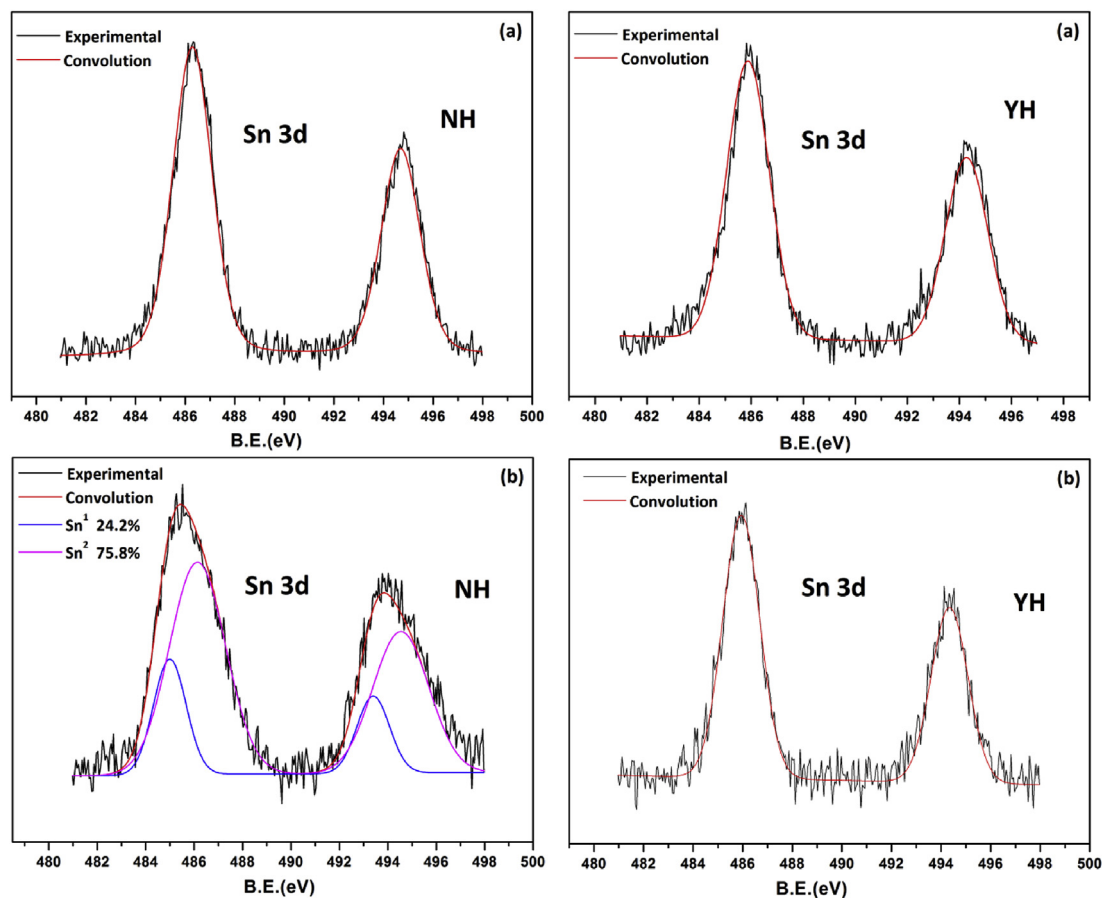 (a)
Experimental
Convolution
Sn 3d
NH
480 482 484 486 488 490 492 494 496 498 500
B.E.(eV)
(a)
Experimental
Convolution
Sn 3d
YH
480 482 484 486 488 490 492 494 496 498
B.E.(eV)
(b)
Experimental
Convolution
Sn¹ 24.2%
Sn² 75.8%
Sn 3d
NH
480 482 484 486 488 490 492 494 496 498 500
B.E.(eV)
(b)
Experimental
Convolution
Sn 3d
YH
480 482 484 486 488 490 492 494 496 498 500
B.E.(eV)